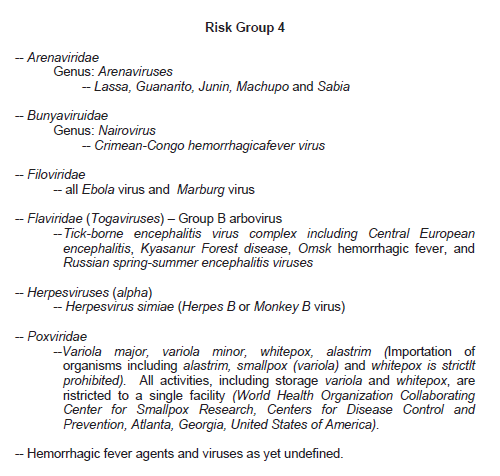 Risk Group 4
-- Arenaviridae
Genus: Arenaviruses
-- Lassa, Guanarito, Junin, Machupo and Sabia
-- Bunyaviruidae
Genus: Nairovirus
-- Crimean-Congo hemorrhagicafever virus
-- Filoviridae
-- all Ebola virus and Marburg virus
-- Flaviridae (Togaviruses) – Group B arbovirus
--Tick-borne encephalitis virus complex including Central European
encephalitis, Kyasanur Forest disease, Omsk hemorrhagic fever, and
Russian spring-summer encephalitis viruses
-- Herpesviruses (alpha)
-- Herpesvirus simiae (Herpes B or Monkey B virus)
-- Poxviridae
--Variola major, variola minor, whitepox, alastrim (Importation of
organisms including alastrim, smallpox (variola) and whitepox is strictlt
prohibited). All activities, including storage variola and whitepox, are
ristricted to a single facility (World Health Organization Collaborating
Center for Smallpox Research, Centers for Disease Control and
Prevention, Atlanta, Georgia, United States of America).
-- Hemorrhagic fever agents and viruses as yet undefined.